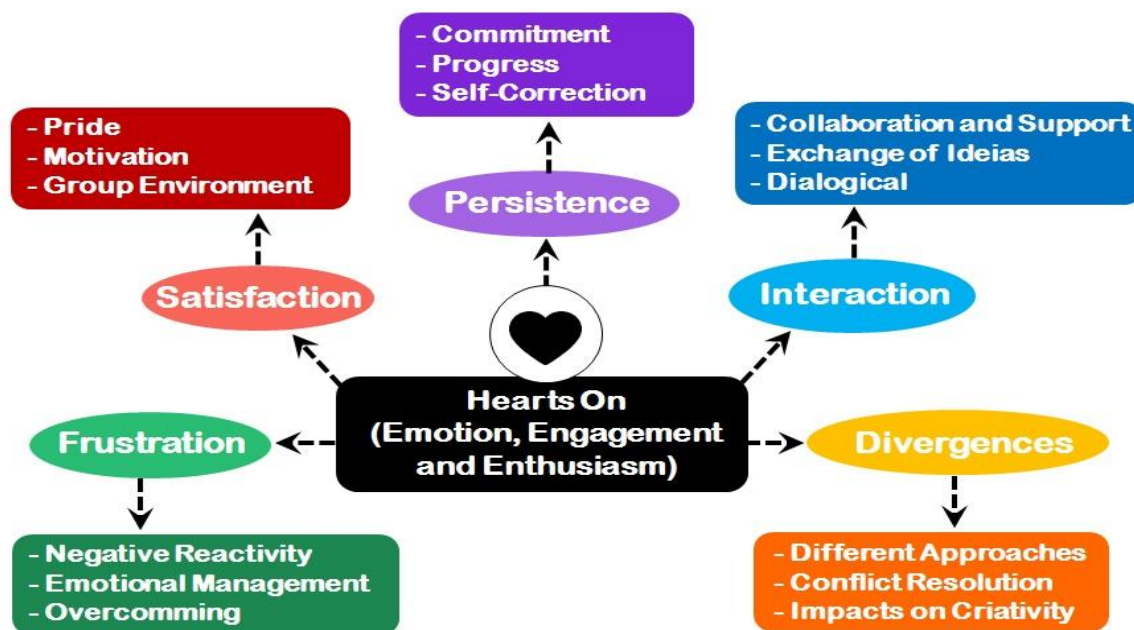 - Commitment
- Progress
- Self-Correction
- Pride
- Motivation
- Group Environment
- Collaboration and Support
- Exchange of Ideias
- Dialogical
Persistence
Satisfaction
Interaction
Hearts On
(Emotion, Engagement
and Enthusiasm)
Frustration
Divergences
- Negative Reactivity
- Emotional Management
- Overcomming
- Different Approaches
- Conflict Resolution
- Impacts on Criativity